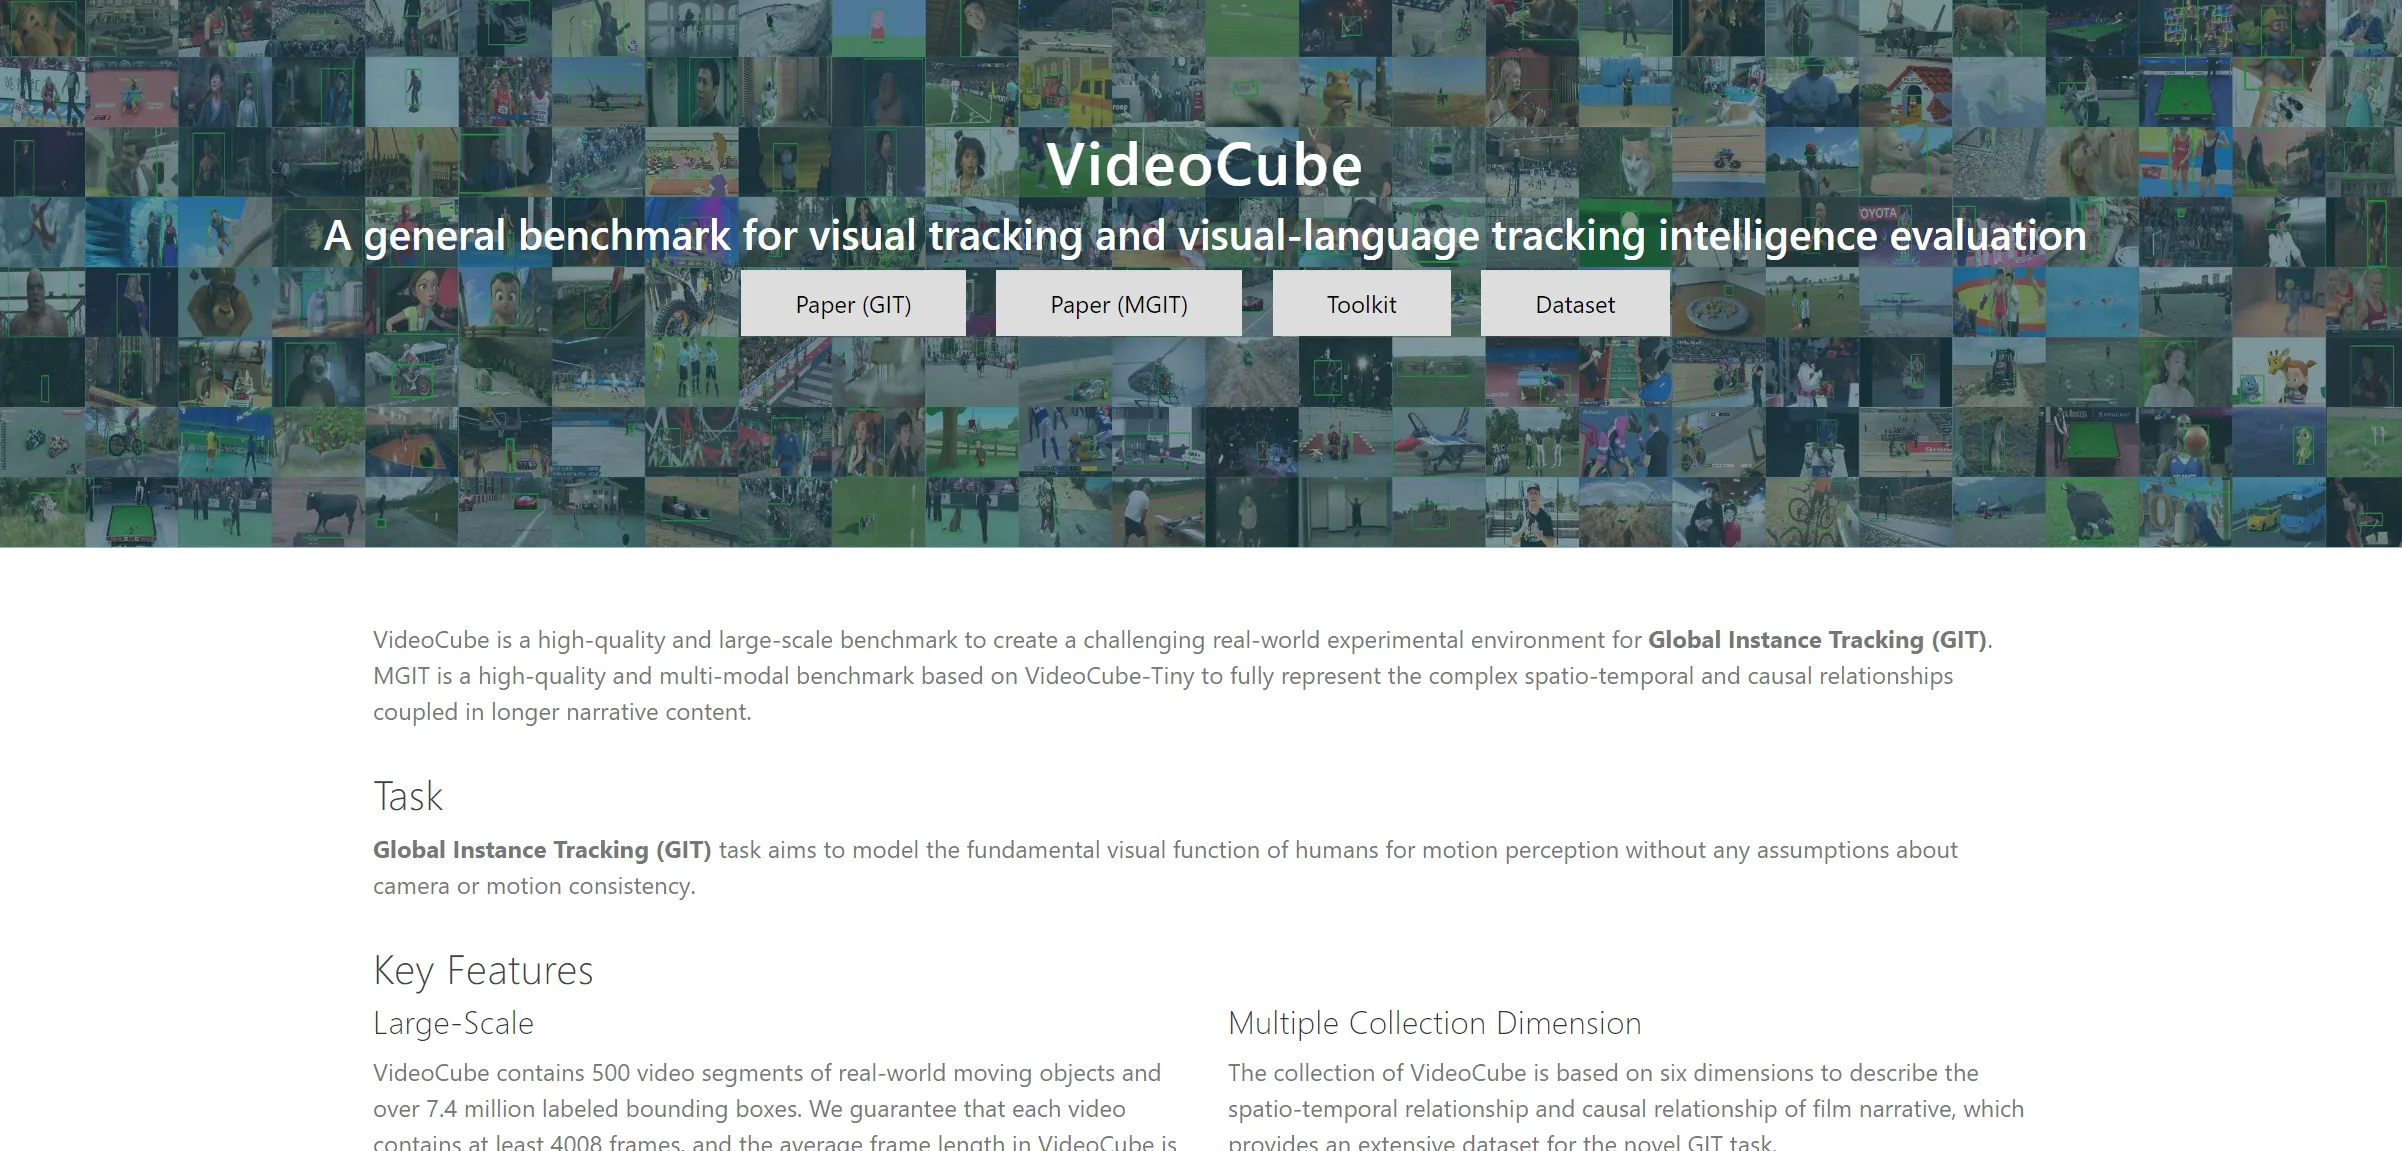 VideoCube
A general benchmark for visual tracking and visual-language tracking intelligence evaluation
Paper (GIT)
Paper (MGIT)
Toolkit
Dataset
TOYOTA
VideoCube is a high-quality and large-scale benchmark to create a challenging real-world experimental environment for Global Instance Tracking (GIT).
MGIT is a high-quality and multi-modal benchmark based on VideoCube-Tiny to fully represent the complex spatio-temporal and causal relationships
coupled in longer narrative content.
Task
Global Instance Tracking (GIT) task aims to model the fundamental visual function of humans for motion perception without any assumptions about
camera or motion consistency.
Key Features
Large-Scale
VideoCube contains 500 video segments of real-world moving objects and
over 7.4 million labeled bounding boxes. We guarantee that each video
contains at least 4008 frames, and the average frame length in VideoCube is
Multiple Collection Dimension
The collection of VideoCube is based on six dimensions to describe the
spatio-temporal relationship and causal relationship of film narrative, which
provides an extensive dataset for the novel GIT task.